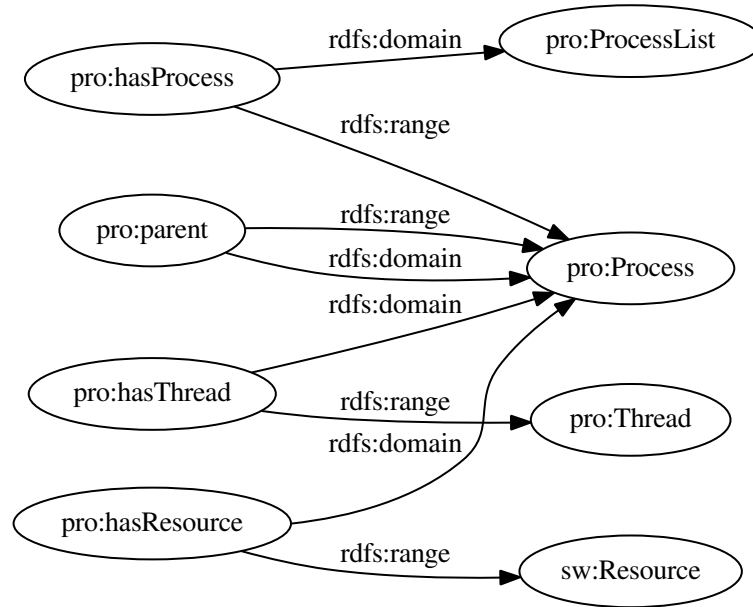 rdfs:domain
pro:ProcessList
pro:hasProcess
rdfs:range
pro:parent
rdfs:range
rdfs:domain
pro:Process
rdfs:domain
pro:hasThread
rdfs:range
pro:Thread
rdfs:domain
pro:hasResource
rdfs:range
sw:Resource